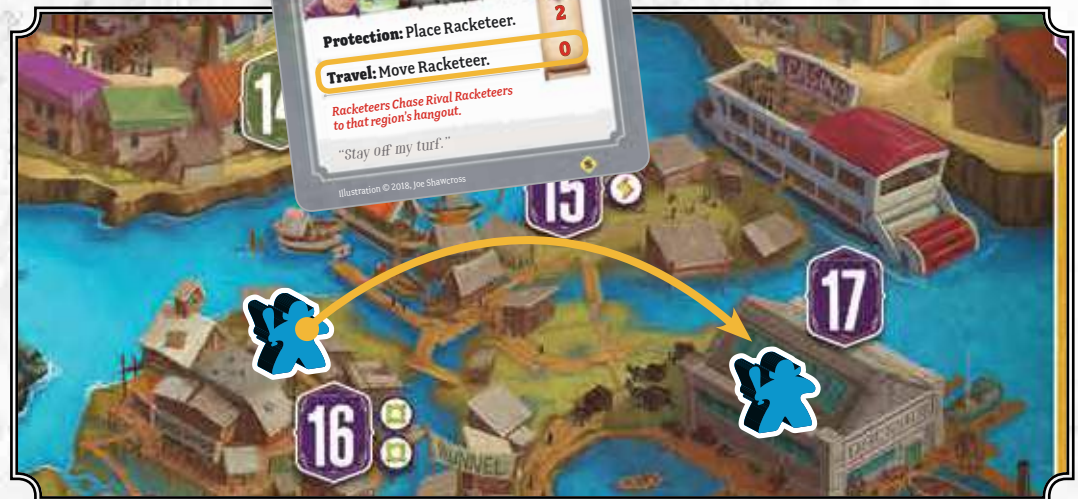 2
Protection: Place Racketeer.
0
Travel: Move Racketeer.
Racketeers Chase Rival Racketeers
to that region's hangout.
"Stay off my turf."
Illustration © 2018, Joe Shawcross
15
17
16